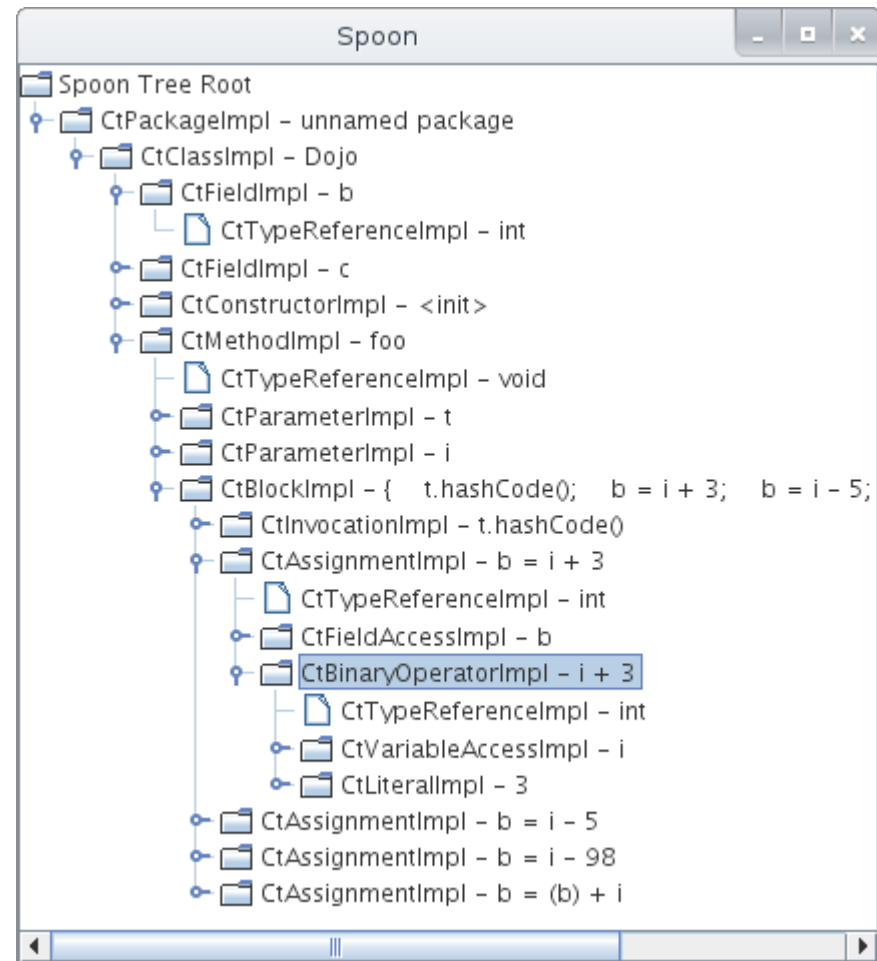 Spoon
Spoon Tree Root
CtPackageImpl – unnamed package
CtClassImpl – Dojo
CtFieldImpl – b
CtTypeReferenceImpl – int
CtFieldImpl – c
CtConstructorImpl – <init>
CtMethodImpl – foo
CtTypeReferenceImpl – void
CtParameterImpl – t
CtParameterImpl – i
CtBlockImpl – {    t.hashCode();    b = i + 3;    b = i – 5;
CtInvocationImpl – t.hashCode()
CtAssignmentImpl – b = i + 3
CtTypeReferenceImpl – int
CtFieldAccessImpl – b
CtBinaryOperatorImpl – i + 3
CtTypeReferenceImpl – int
CtVariableAccessImpl – i
CtLiteralImpl – 3
CtAssignmentImpl – b = i – 5
CtAssignmentImpl – b = i – 98
CtAssignmentImpl – b = (b) + i